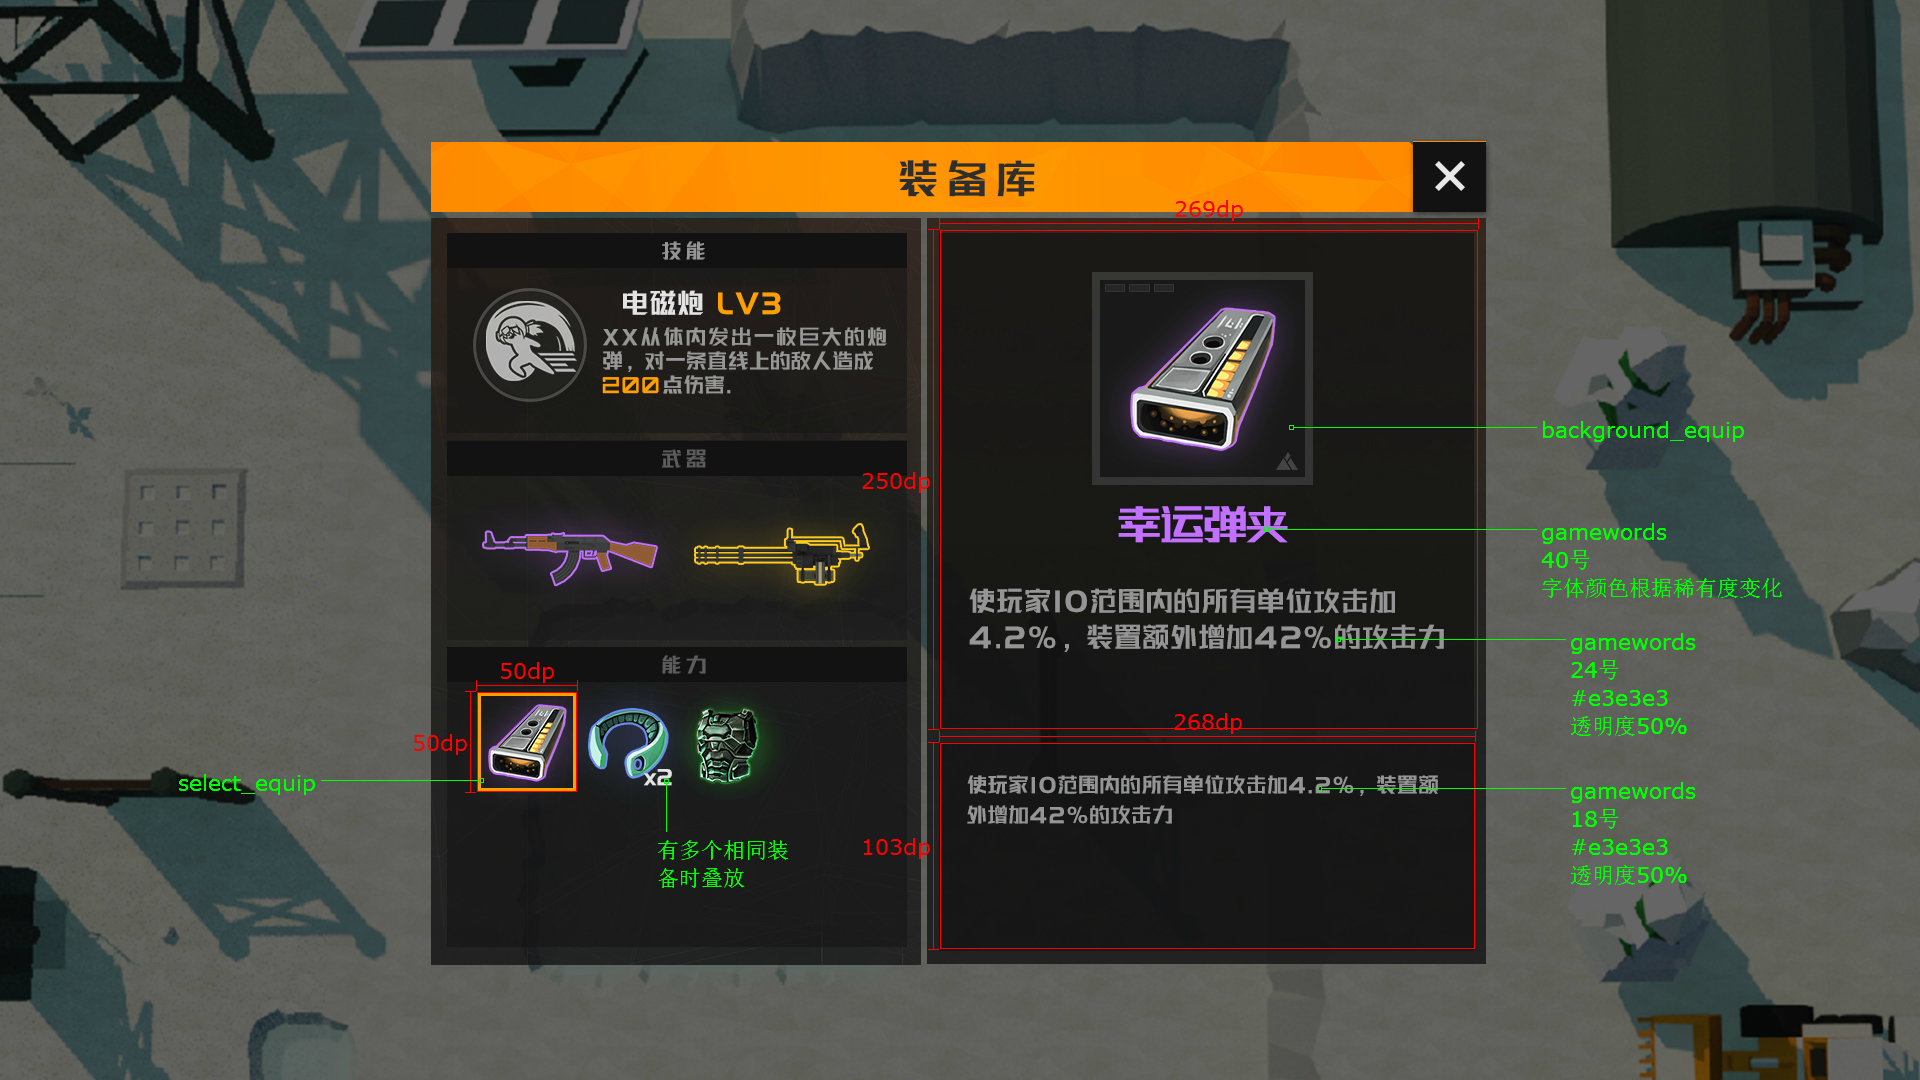 装备库
269dp
技能
电磁炮 LV3
XX从体内发出一枚巨大的炮
弹，对一条直线上的敌人造成
200点伤害.
武器
250dp
能力
50dp
50dp
x2
select_equip
有多个相同装
备时叠放
background_equip
幸运弹夹
gamewords
40号
字体颜色根据稀有度变化
使玩家10范围内的所有单位攻击加
4.2%，装置额外增加42%的攻击力
gamewords
24号
#e3e3e3
透明度50%
268dp
103dp
使玩家10范围内的所有单位攻击加4.2%，装置额
外增加42%的攻击力
gamewords
18号
#e3e3e3
透明度50%